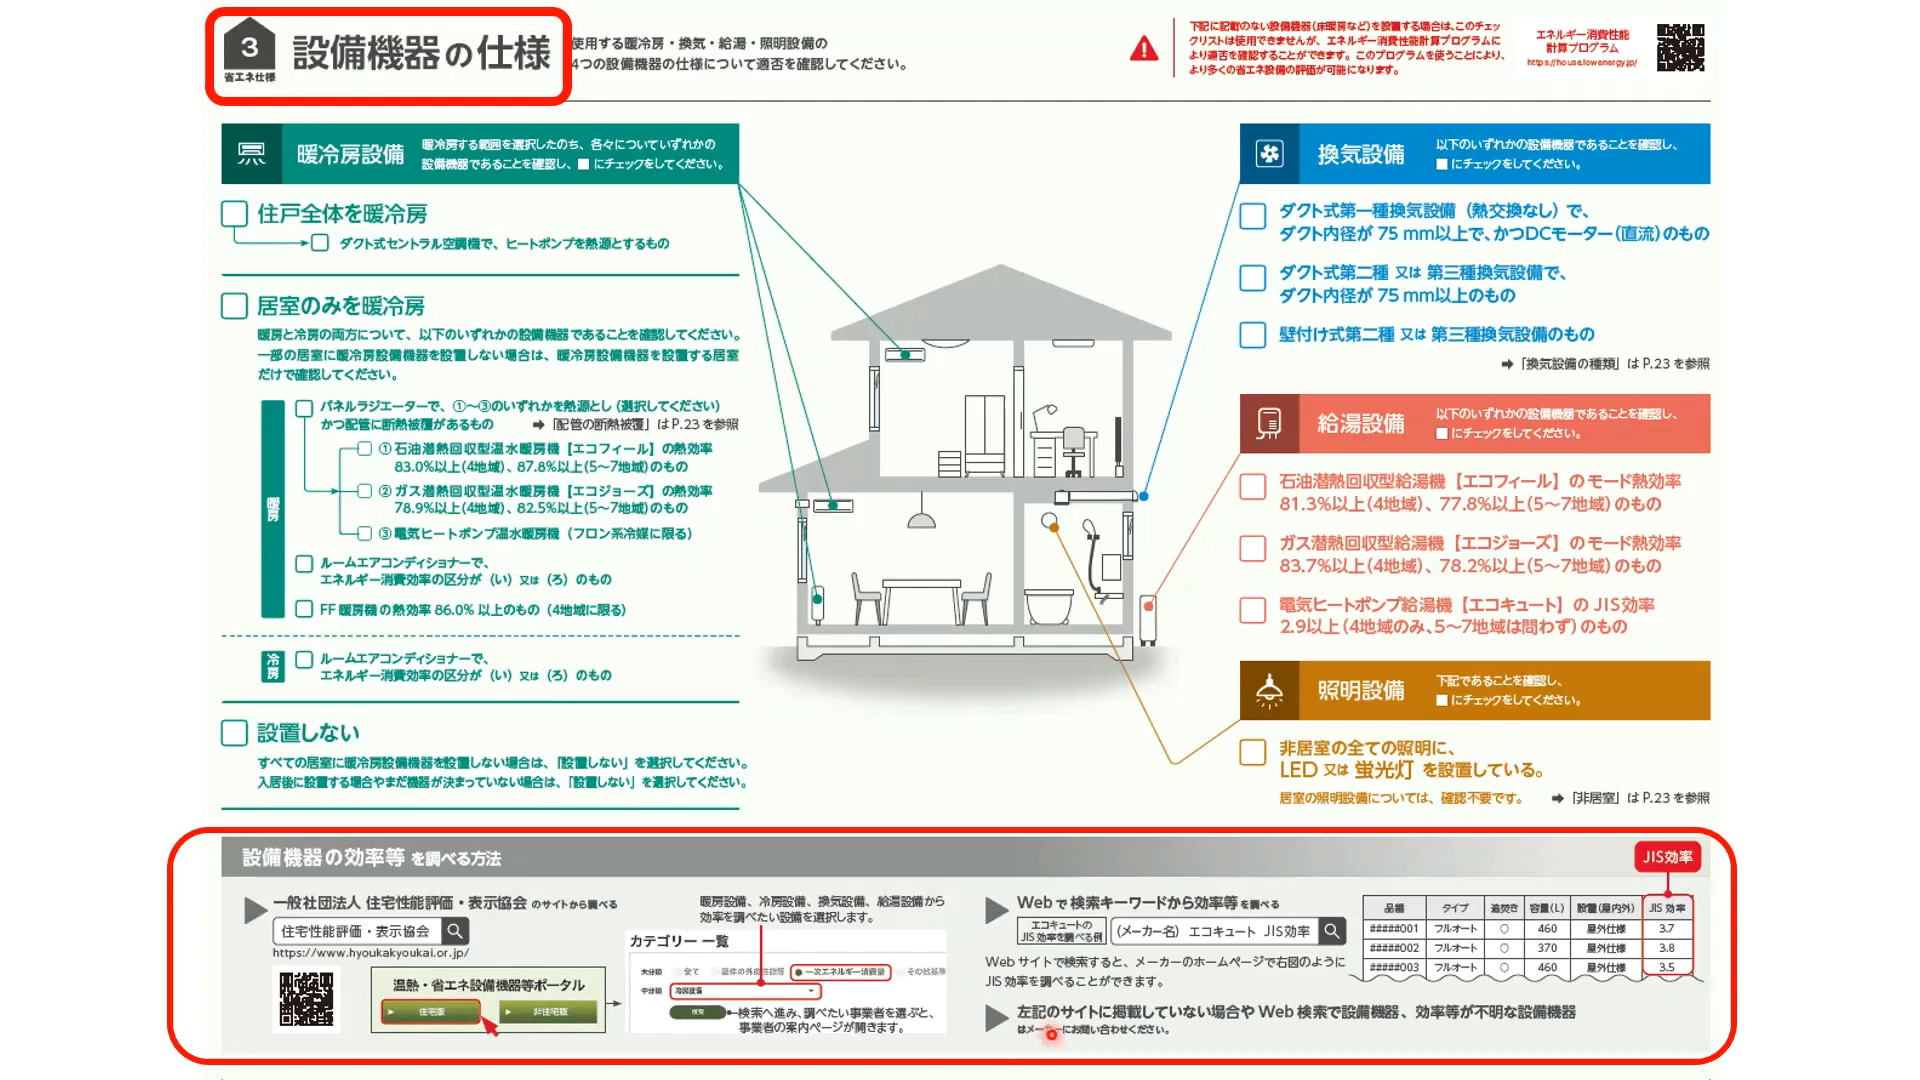 3
省エネ仕様
設備機器の仕様
使用する暖冷房・換気・給湯・照明設備の
4つの設備機器の仕様について適否を確認してください。
下記に記載のない設備機器(床暖房など)を設置する場合は、このチェッ
クリストは使用できませんが、エネルギー消費性能計算プログラムに
より適否を確認することができます。このプログラムを使うことにより、
より多くの省エネ設備の評価が可能になります。
エネルギー消費性能
計算プログラム
https://house.lowenergy.jp/
暖冷房設備
暖冷房する範囲を選択したのち、各々についていずれかの
設備機器であることを確認し、■にチェックをしてください。
住戸全体を暖冷房
ダクト式セントラル空調機で、ヒートポンプを熱源とするもの
居室のみを暖冷房
暖房と冷房の両方について、以下のいずれかの設備機器であることを確認してください。
一部の居室に暖冷房設備機器を設置しない場合は、暖冷房設備機器を設置する居室
だけで確認してください。
暖房
パネルラジエーターで、①〜③のいずれかを熱源とし(選択してください)
かつ配管に断熱被覆があるもの ➡「配管の断熱被覆」はP.23を参照
①石油潜熱回収型温水暖房機【エコフィール】の熱効率
83.0%以上(4地域)、87.8%以上(5〜7地域)のもの
②ガス潜熱回収型温水暖房機【エコジョーズ】の熱効率
78.9%以上(4地域)、82.5%以上(5〜7地域)のもの
③電気ヒートポンプ温水暖房機(フロン系冷媒に限る)
ルームエアコンディショナーで、
エネルギー消費効率の区分が(い)又は(ろ)のもの
FF暖房機の熱効率86.0%以上のもの(4地域に限る)
冷房
ルームエアコンディショナーで、
エネルギー消費効率の区分が(い)又は(ろ)のもの
設置しない
すべての居室に暖冷房設備機器を設置しない場合は、「設置しない」を選択してください。
入居後に設置する場合やまだ機器が決まっていない場合は、「設置しない」を選択してください。
換気設備
以下のいずれかの設備機器であることを確認し、
■にチェックをしてください。
ダクト式第一種換気設備(熱交換なし)で、
ダクト内径が75mm以上で、かつDCモーター(直流)のもの
ダクト式第二種 又は 第三種換気設備で、
ダクト内径が75mm以上のもの
壁付け式第二種 又は 第三種換気設備のもの
➡「換気設備の種類」はP.23を参照
給湯設備
以下のいずれかの設備機器であることを確認し、
■にチェックをしてください。
石油潜熱回収型給湯機【エコフィール】のモード熱効率
81.3%以上(4地域)、77.8%以上(5〜7地域)のもの
ガス潜熱回収型給湯機【エコジョーズ】のモード熱効率
83.7%以上(4地域)、78.2%以上(5〜7地域)のもの
電気ヒートポンプ給湯機【エコキュート】のJIS効率
2.9以上(4地域のみ、5〜7地域は問わず)のもの
照明設備
下記であることを確認し、
■にチェックをしてください。
非居室の全ての照明に、
LED 又は 蛍光灯 を設置している。
居室の照明設備については、確認不要です。 ➡「非居室」はP.23を参照
設備機器の効率等 を調べる方法
一般社団法人 住宅性能評価・表示協会 のサイトから調べる
住宅性能評価・表示協会
https://www.hyoukakyoukai.or.jp/
温熱・省エネ設備機器等ポータル
住宅版
非住宅版
暖房設備、冷房設備、換気設備、給湯設備から
効率を調べたい設備を選択します。
カテゴリー 一覧
大分類 全て 一次エネルギー消費量 その他基準
中分類 冷房設備
検索
検索へ進み、調べたい事業者を選ぶと、
事業者の案内ページが開きます。
Webで検索キーワードから効率等を調べる
エコキュートの
JIS効率を調べる例
(メーカー名) エコキュート JIS効率
Webサイトで検索すると、メーカーのホームページで右図のように
JIS効率を調べることができます。
左記のサイトに掲載していない場合やWeb検索で設備機器、効率等が不明な設備機器
はメーカーにお問い合わせください。
JIS効率
品番 タイプ 追焚き 容量(L) 設置(屋内外) JIS 効率
#####001 フルオート ○ 460 屋外仕様 3.7
#####002 フルオート ○ 370 屋外仕様 3.8
#####003 フルオート ○ 460 屋外仕様 3.5